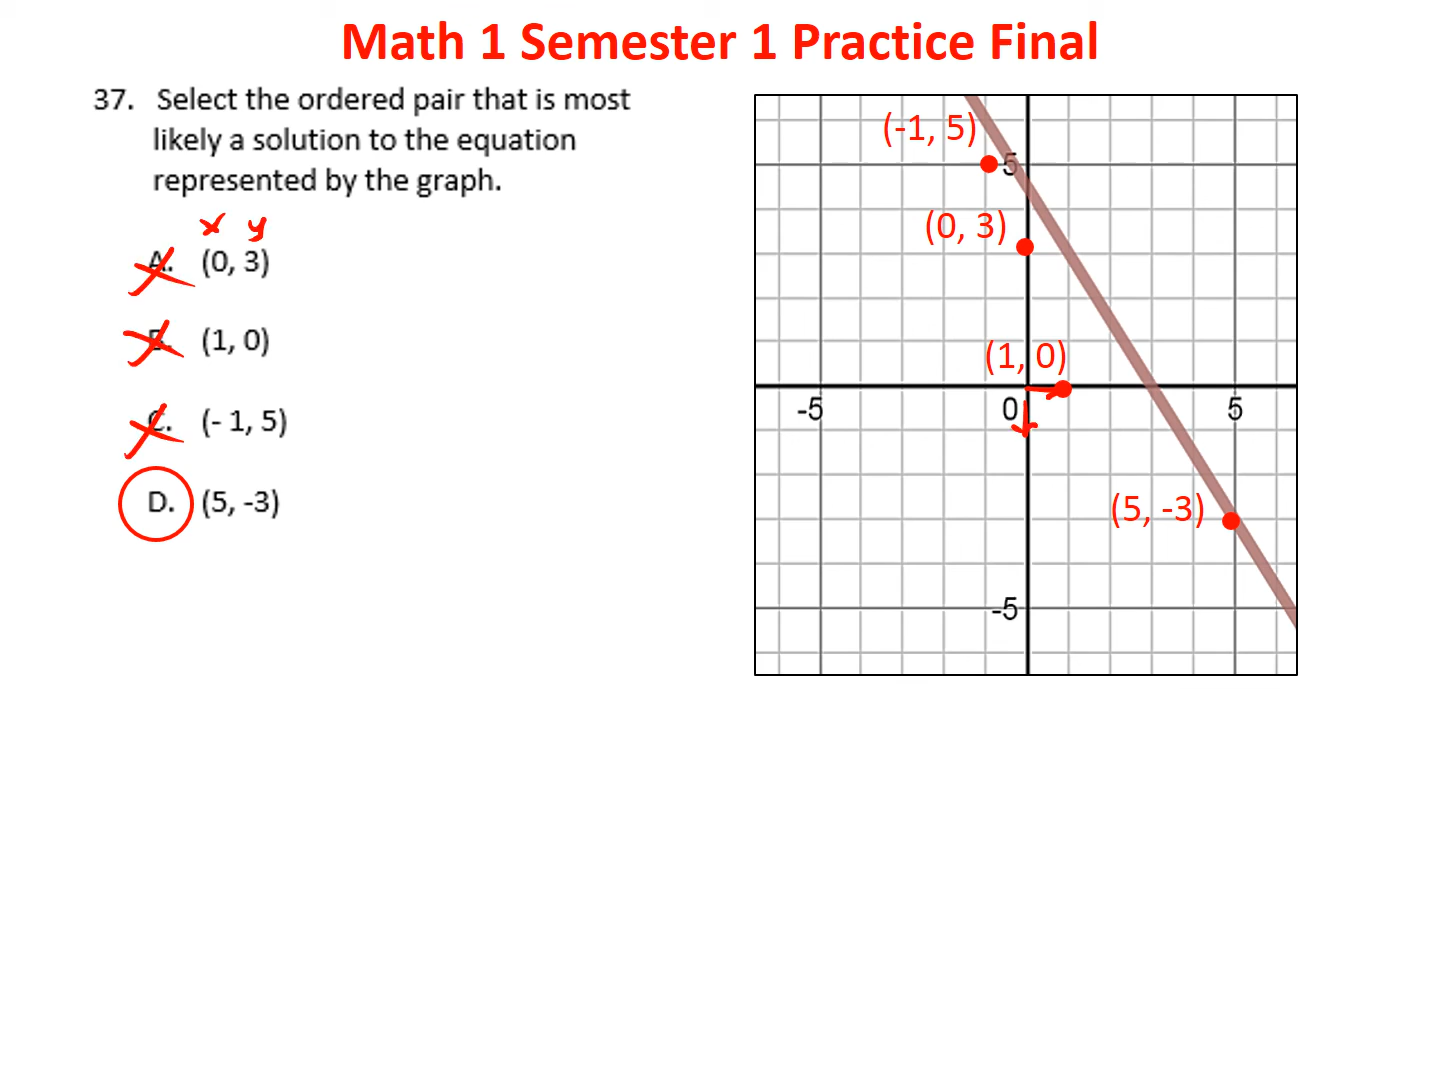 Math 1 Semester 1 Practice Final
37. Select the ordered pair that is most
likely a solution to the equation
represented by the graph.
x y
A. (0, 3)
B. (1, 0)
C. (- 1, 5)
D. (5, -3)
(-1, 5)
5
(0, 3)
(1, 0)
-5 0 5
(5, -3)
-5